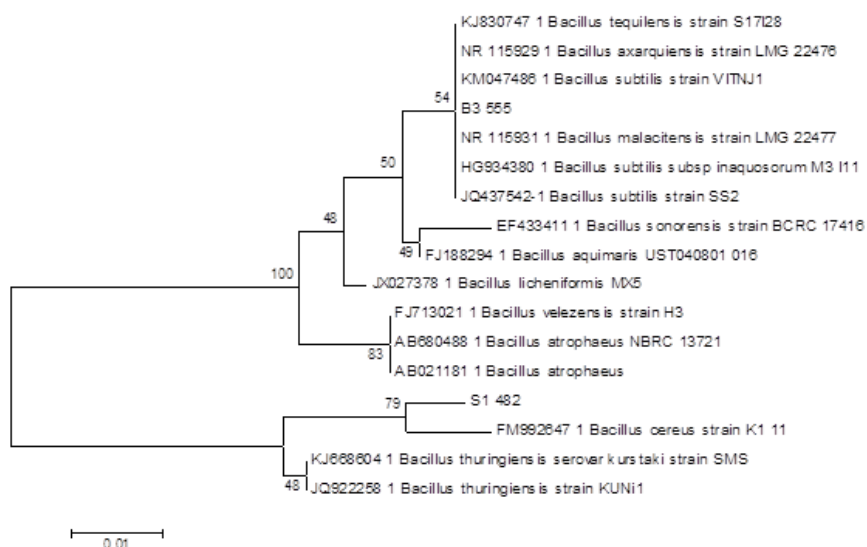 KJ830747 1 Bacillus tequilensis strain S17I28
NR 115929 1 Bacillus axarquiensis strain LMG 22476
KM047486 1 Bacillus subtilis strain VITNJ1
54
B3 555
NR 115931 1 Bacillus malacitensis strain LMG 22477
50
HG934380 1 Bacillus subtilis subsp inaquosorum M3 I11
JQ437542-1 Bacillus subtilis strain SS2
48
EF433411 1 Bacillus sonorensis strain BCRC 17416
49
FJ188294 1 Bacillus aquimaris UST040801 016
100
JX027378 1 Bacillus licheniformis MX5
FJ713021 1 Bacillus velezensis strain H3
AB680488 1 Bacillus atrophaeus NBRC 13721
83
AB021181 1 Bacillus atrophaeus
79
S1 482
FM992647 1 Bacillus cereus strain K1 11
KJ668604 1 Bacillus thuringiensis serovar kurstaki strain SMS
48
JQ922258 1 Bacillus thuringiensis strain KUNi1
0.01